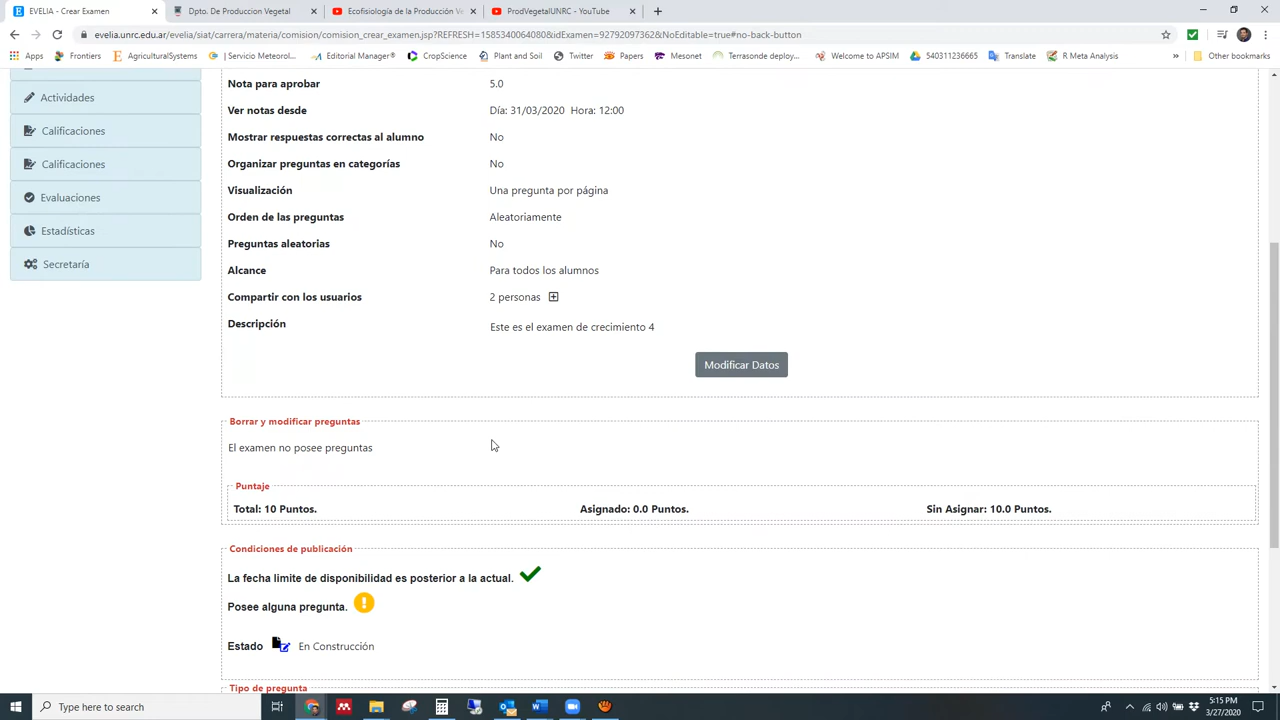 EVELIA - Crear Examen
Dpto. De Produccion Vegetal
Ecofisiología de la Producción Ve
ProdVegetalUNRC - YouTube
evelia.unrc.edu.ar/evelia/siat/carrera/materia/comision/comision_crear_examen.jsp?REFRESH=1585340064080&idExamen=92792097362&NoEditable=true#no-back-button
Apps Frontiers AgriculturalSystems Servicio Meteorol... Editorial Manager® CropScience Plant and Soil Twitter Papers Mesonet Terrasonde deploy... Welcome to APSIM 540311236665 Translate R Meta Analysis » Other bookmarks
Actividades
Calificaciones
Calificaciones
Evaluaciones
Estadísticas
Secretaría
Nota para aprobar 5.0
Ver notas desde Día: 31/03/2020 Hora: 12:00
Mostrar respuestas correctas al alumno No
Organizar preguntas en categorías No
Visualización Una pregunta por página
Orden de las preguntas Aleatoriamente
Preguntas aleatorias No
Alcance Para todos los alumnos
Compartir con los usuarios 2 personas
Descripción Este es el examen de crecimiento 4
Modificar Datos
Borrar y modificar preguntas
El examen no posee preguntas
Puntaje
Total: 10 Puntos. Asignado: 0.0 Puntos. Sin Asignar: 10.0 Puntos.
Condiciones de publicación
La fecha limite de disponibilidad es posterior a la actual.
Posee alguna pregunta.
Estado En Construcción
Tipo de pregunta
Type here to search
5:15 PM
3/27/2020